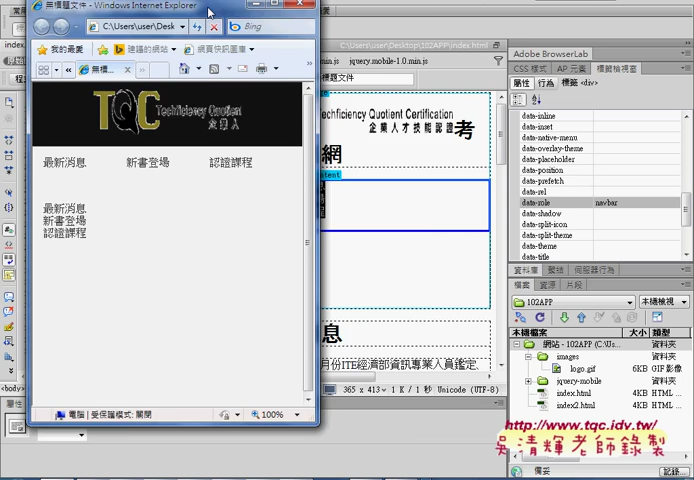 無標題文件 - Windows Internet Explorer
C:\Users\user\Desk
Bing
我的最愛
建議的網站
網頁快訊圖庫
無標...
TQC Techficiency Quotient
企業人
最新消息 新書登場 認證課程
最新消息
新書登場
認證課程
電腦 | 受保護模式: 關閉
100%
index.
C:\Users\user\Desktop\102APP\index.html
jquery.mobile-1.0.min.js
標題文件
Techficiency Quotient Certification
企業人才技能認證考
網
息
月份ITE經濟部資訊專業人員鑑定、
<body>
365 x 413 1 K / 1 秒 Unicode (UTF-8)
Adobe BrowserLab
CSS 樣式 AP 元素 標籤檢視窗
屬性 行為 標籤 <div>
data-inline
data-inset
data-native-menu
data-overlay-theme
data-placeholder
data-position
data-prefetch
data-rel
data-role navbar
data-shadow
data-split-icon
data-split-theme
data-theme
data-title
資料庫 繫結 伺服器行為
檔案 資源 片段
102APP 本機檢視
本機檔案 大小 類型
網站 - 102APP (C:\Us... 資料夾
images 資料夾
logo.gif 6KB GIF 影像
jquery-mobile 資料夾
index.html 4KB HTML ...
index2.html 4KB HTML ...
http://www.tqc.idv.tw/
吳清輝老師錄製
備妥 記錄...